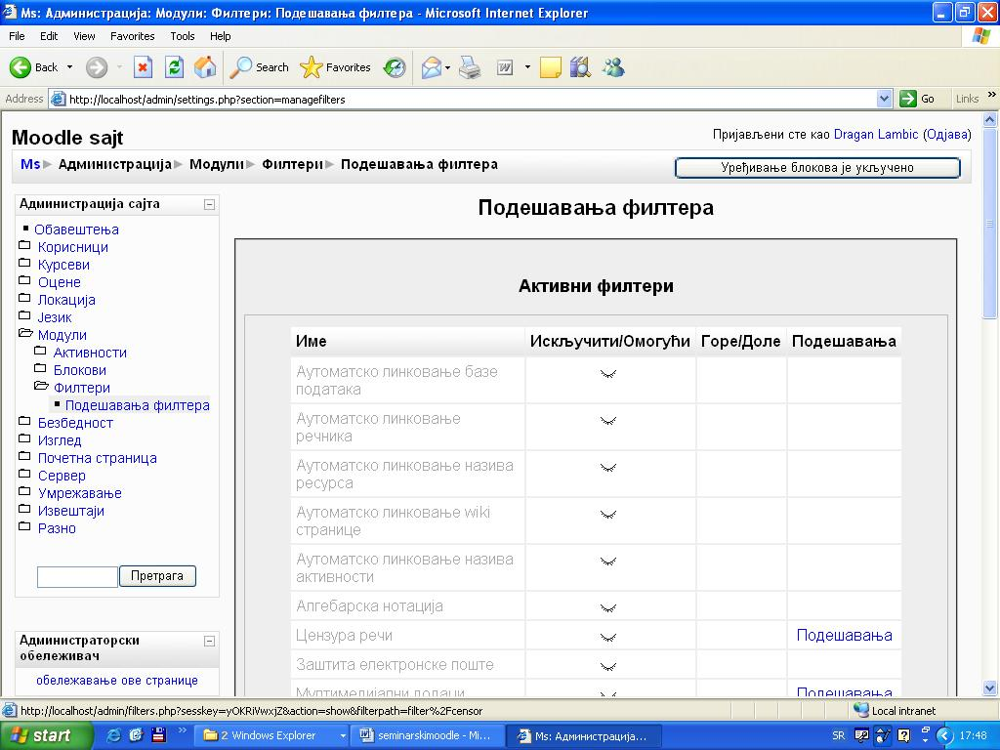 Ms: Администрација: Модули: Филтери: Подешавања филтера - Microsoft Internet Explorer
File Edit View Favorites Tools Help
Back Search Favorites
Address http://localhost/admin/settings.php?section=managefilters Go Links »
Moodle sajt
Пријављени сте као Dragan Lambic (Одјава)
Ms ► Администрација ► Модули ► Филтери ► Подешавања филтера
Уређивање блокова је укључено
Администрација сајта
Обавештења
Корисници
Курсеви
Оцене
Локација
Језик
Модули
Активности
Блокови
Филтери
Подешавања филтера
Безбедност
Изглед
Почетна страница
Сервер
Умрежавање
Извештаји
Разно
Претрага
Администраторски
обележивач
обележавање ове странице
Подешавања филтера
Активни филтери
Име Искључити/Омогући Горе/Доле Подешавања
Аутоматско линковање базе
података
Аутоматско линковање
речника
Аутоматско линковање назива
ресурса
Аутоматско линковање wiki
странице
Аутоматско линковање назива
активности
Алгебарска нотација
Цензура речи Подешавања
Заштита електронске поште
Мултимедијални додаци Подешавања
http://localhost/admin/filters.php?sesskey=yOKRiVwxjZ&action=show&filterpath=filter%2Fcensor Local intranet
start » 2 Windows Explorer seminarskimoodle - Mi... Ms: Администрација... SR 17:48